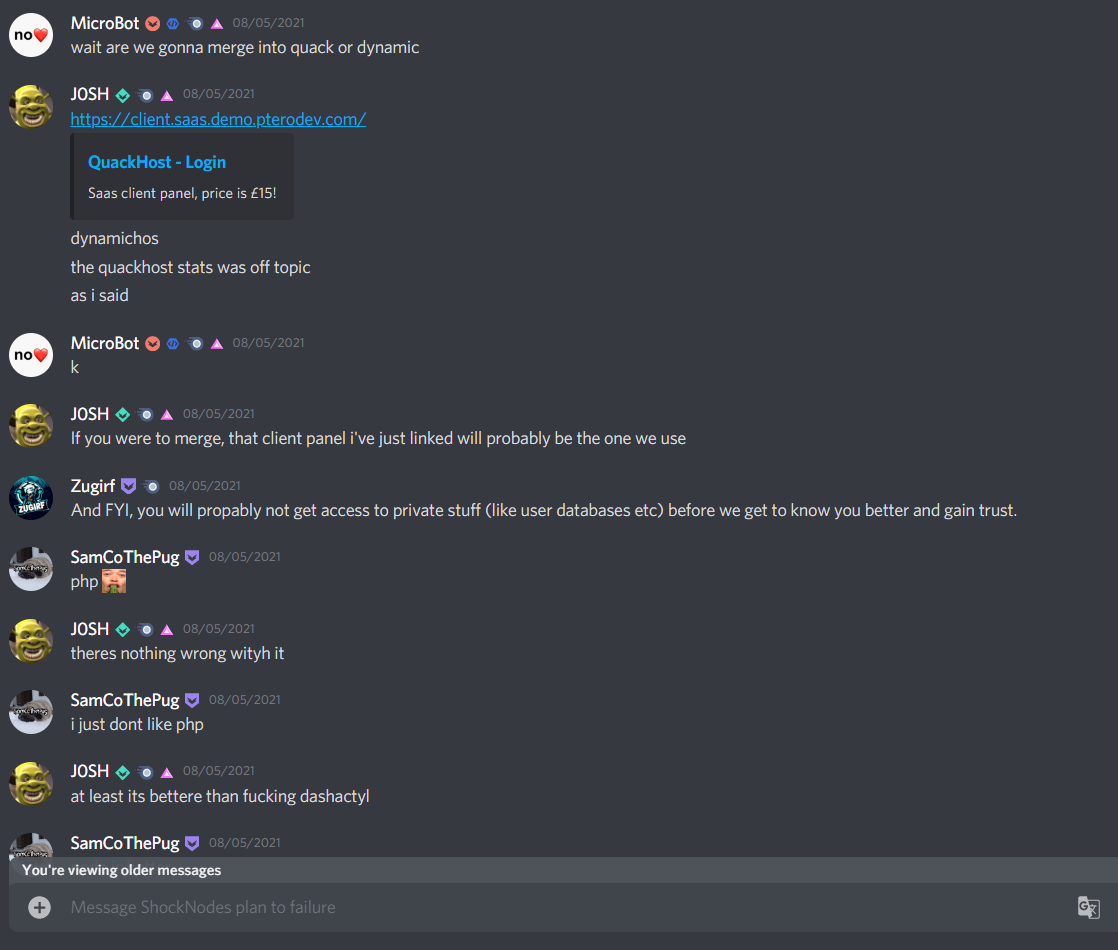 no❤️
MicroBot 08/05/2021
wait are we gonna merge into quack or dynamic
J0SH 08/05/2021
https://client.saas.demo.pterodev.com/
QuackHost - Login
Saas client panel, price is £15!
dynamichos
the quackhost stats was off topic
as i said
no❤️
MicroBot 08/05/2021
k
J0SH 08/05/2021
If you were to merge, that client panel i've just linked will probably be the one we use
ZUGIRF
Zugirf 08/05/2021
And FYI, you will propably not get access to private stuff (like user databases etc) before we get to know you better and gain trust.
SamCoThePug
SamCoThePug 08/05/2021
php
J0SH 08/05/2021
theres nothing wrong wityh it
SamCoThePug
SamCoThePug 08/05/2021
i just dont like php
J0SH 08/05/2021
at least its bettere than fucking dashactyl
SamCoThePug
SamCoThePug 08/05/2021
You're viewing older messages
Message ShockNodes plan to failure